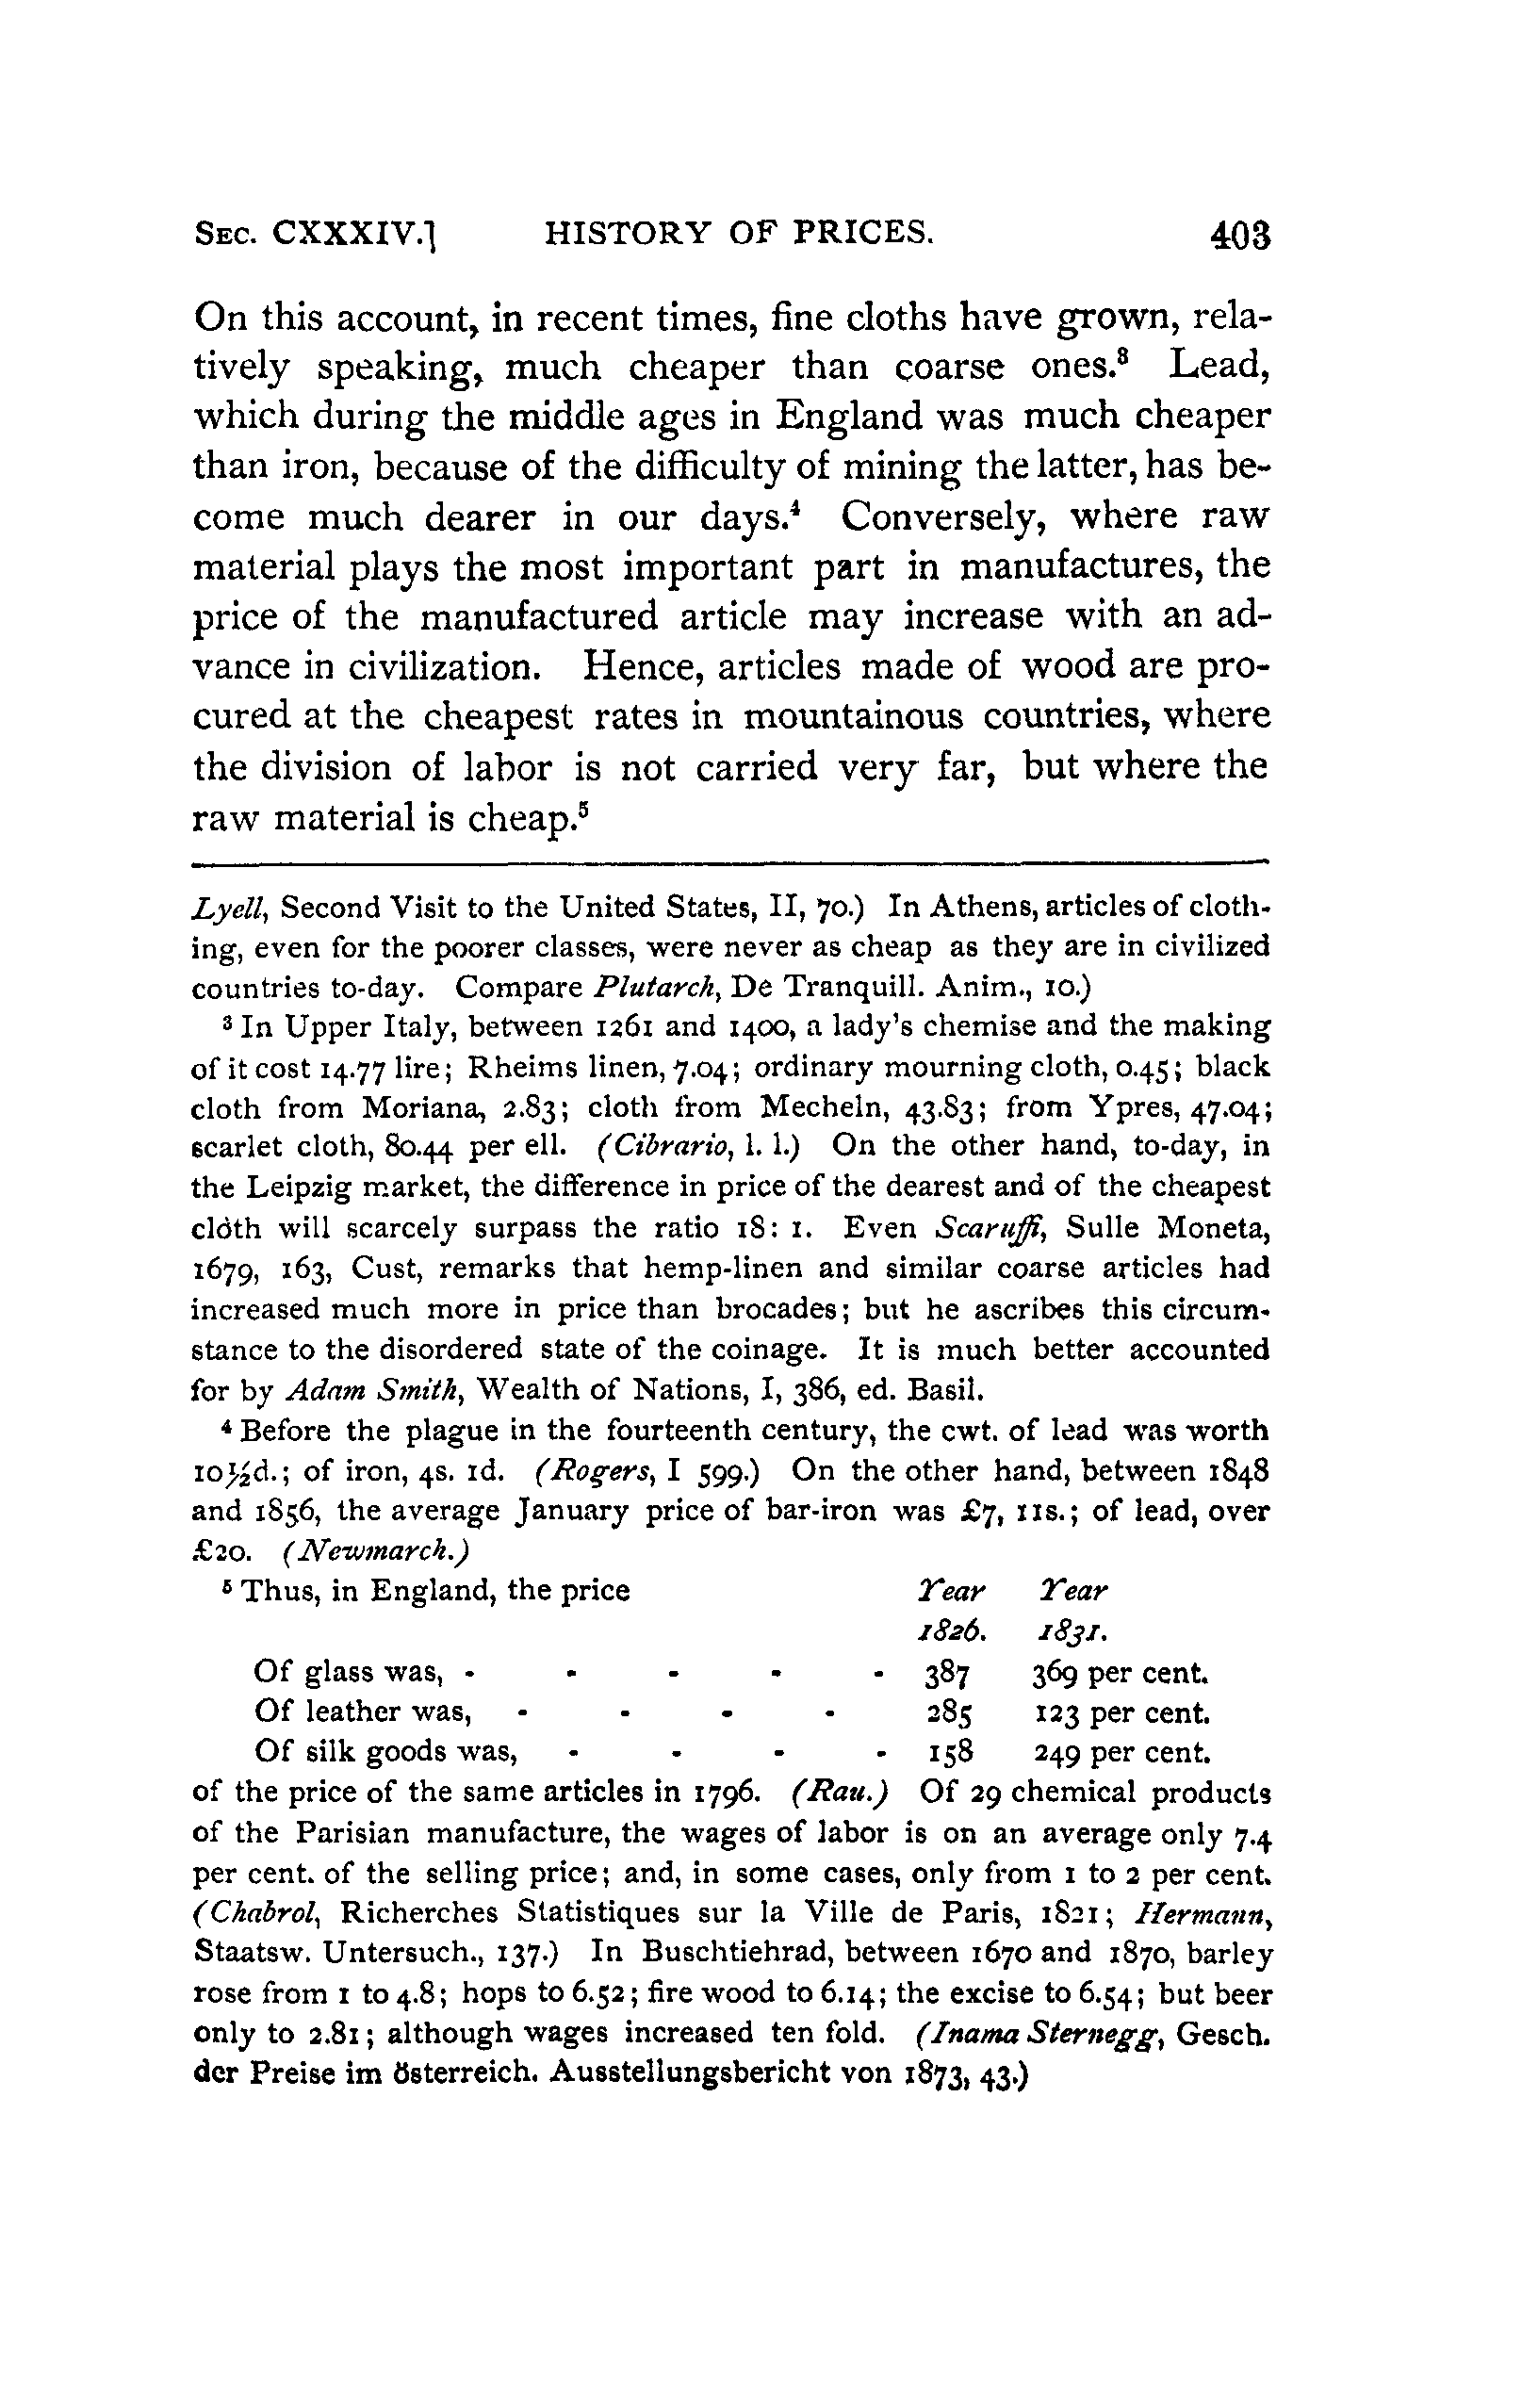 SEC. CXXXIV.] HISTORY OF PRICES. 403
On this account, in recent times, fine cloths have grown, rela-
tively speaking, much cheaper than coarse ones.³ Lead,
which during the middle ages in England was much cheaper
than iron, because of the difficulty of mining the latter, has be-
come much dearer in our days.⁴ Conversely, where raw
material plays the most important part in manufactures, the
price of the manufactured article may increase with an ad-
vance in civilization. Hence, articles made of wood are pro-
cured at the cheapest rates in mountainous countries, where
the division of labor is not carried very far, but where the
raw material is cheap.⁵
Lyell, Second Visit to the United States, II, 70.) In Athens, articles of cloth-
ing, even for the poorer classes, were never as cheap as they are in civilized
countries to-day. Compare Plutarch, De Tranquill. Anim., 10.)
³ In Upper Italy, between 1261 and 1400, a lady's chemise and the making
of it cost 14.77 lire; Rheims linen, 7.04; ordinary mourning cloth, 0.45; black
cloth from Moriana, 2.83; cloth from Mecheln, 43.83; from Ypres, 47.04;
scarlet cloth, 80.44 per ell. (Cibrario, l. l.) On the other hand, to-day, in
the Leipzig market, the difference in price of the dearest and of the cheapest
clóth will scarcely surpass the ratio 18: 1. Even Scaruffi, Sulle Moneta,
1679, 163, Cust, remarks that hemp-linen and similar coarse articles had
increased much more in price than brocades; but he ascribes this circum-
stance to the disordered state of the coinage. It is much better accounted
for by Adam Smith, Wealth of Nations, I, 386, ed. Basil.
⁴ Before the plague in the fourteenth century, the cwt. of lead was worth
10½d.; of iron, 4s. 1d. (Rogers, I 599.) On the other hand, between 1848
and 1856, the average January price of bar-iron was £7, 11s.; of lead, over
£20. (Newmarch.)
⁵ Thus, in England, the price Year Year
1826. 1831.
Of glass was, - - - - - 387 369 per cent.
Of leather was, - - - - 285 123 per cent.
Of silk goods was, - - - - 158 249 per cent.
of the price of the same articles in 1796. (Rau.) Of 29 chemical products
of the Parisian manufacture, the wages of labor is on an average only 7.4
per cent. of the selling price; and, in some cases, only from 1 to 2 per cent.
(Chabrol, Richerches Statistiques sur la Ville de Paris, 1821; Hermann,
Staatsw. Untersuch., 137.) In Buschtiehrad, between 1670 and 1870, barley
rose from 1 to 4.8; hops to 6.52; fire wood to 6.14; the excise to 6.54; but beer
only to 2.81; although wages increased ten fold. (Inama Sternegg, Gesch.
der Preise im österreich. Ausstellungsbericht von 1873, 43.)